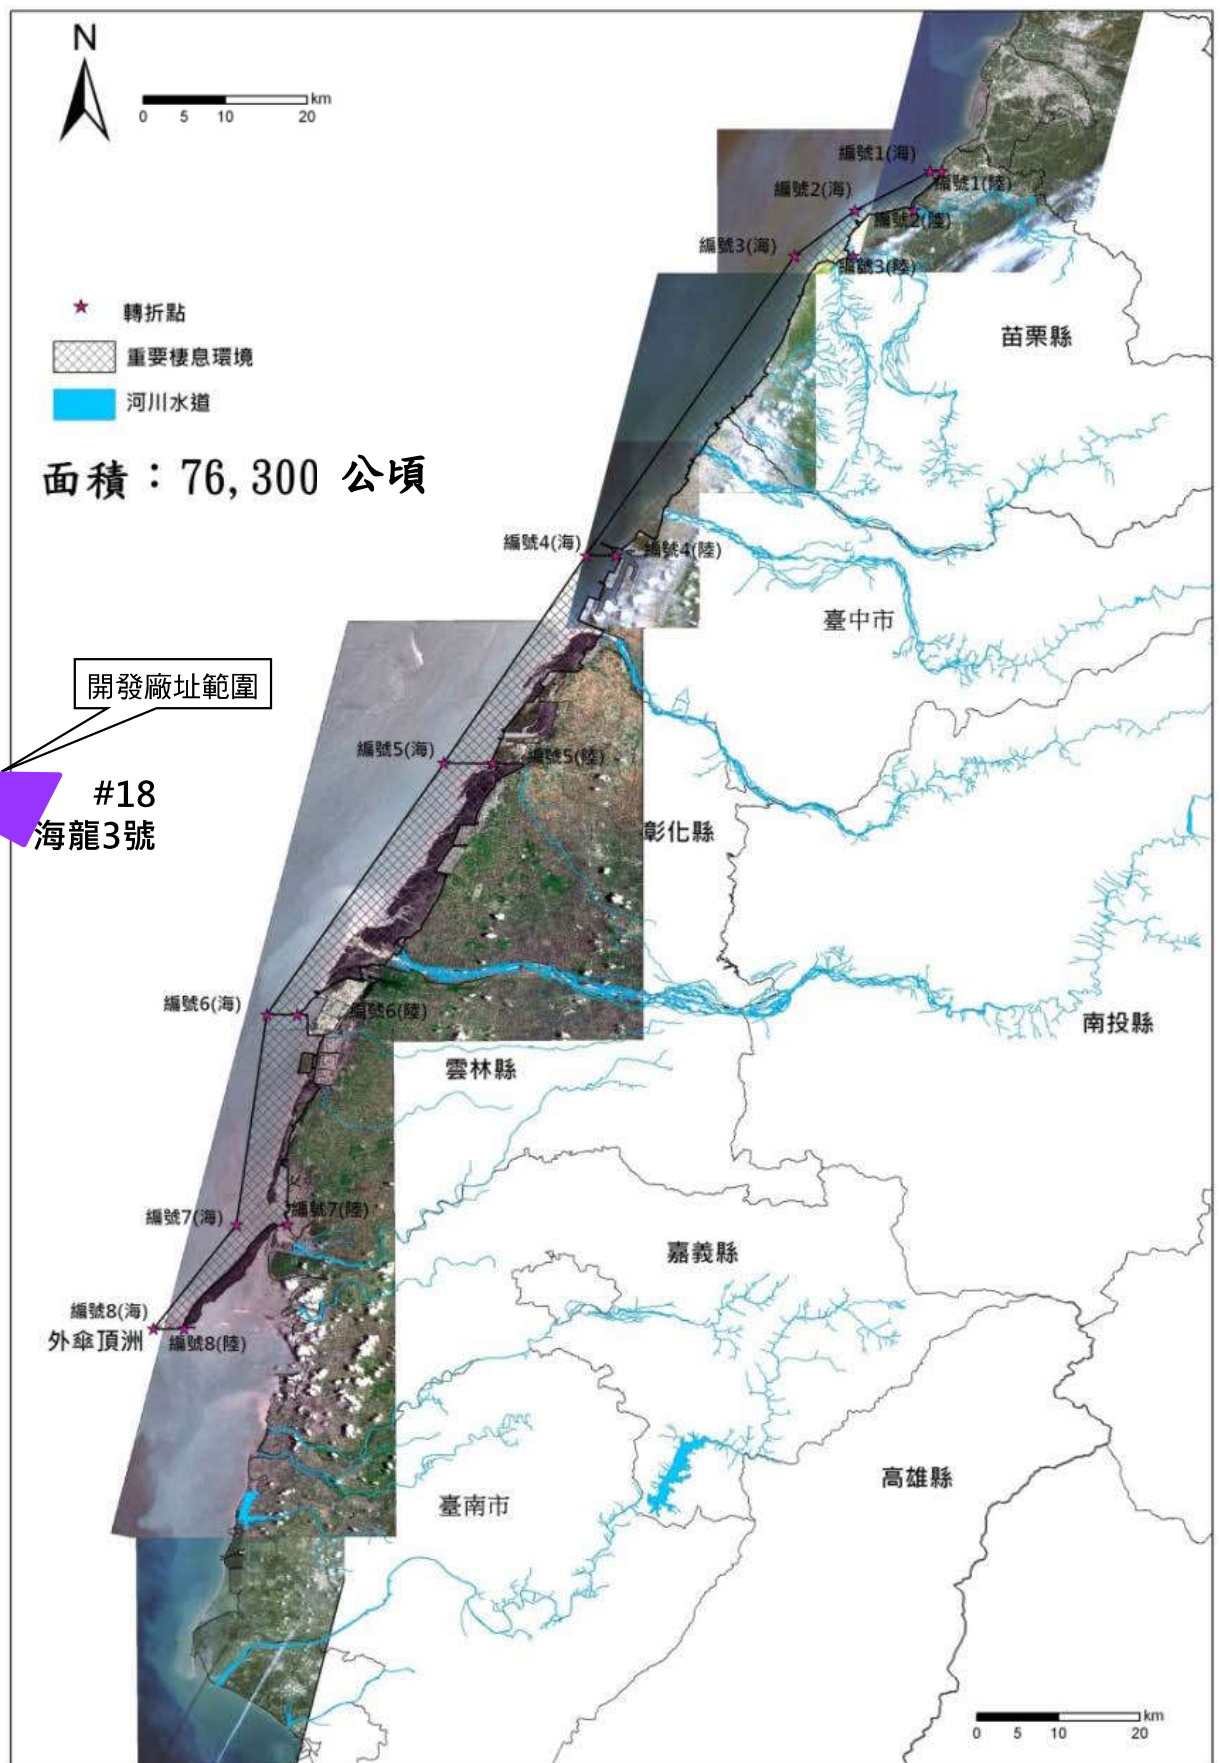 N
km
0 5 10 20
編號1(海)
編號1(陸)
編號2(海)
編號2(陸)
編號3(海)
編號3(陸)
轉折點
重要棲息環境
河川水道
苗栗縣
面積：76,300 公頃
編號4(海)
編號4(陸)
臺中市
開發廠址範圍
編號5(海)
編號5(陸)
#18
海龍3號
彰化縣
編號6(海)
編號6(陸)
南投縣
雲林縣
編號7(海)
編號7(陸)
嘉義縣
編號8(海)
外傘頂洲
編號8(陸)
高雄縣
臺南市
km
0 5 10 20